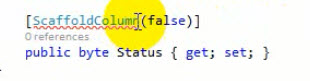 [ScaffoldColumn(false)]
0 references
public byte Status { get; set; }